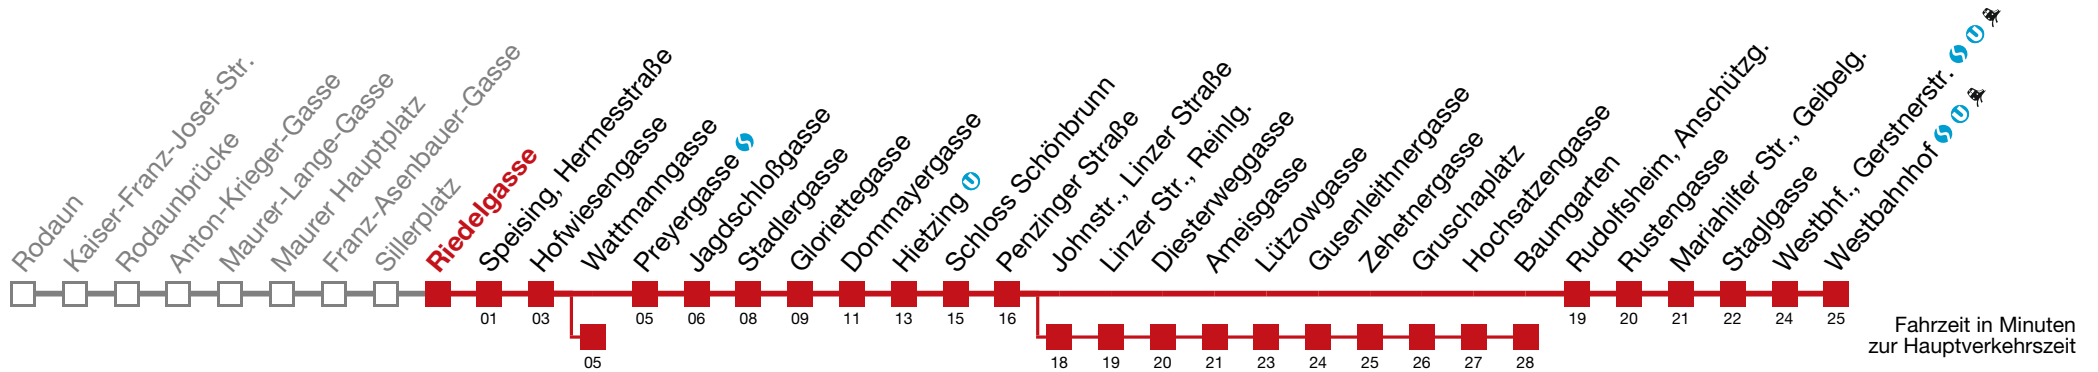 Rodaun
Kaiser-Franz-Josef-Str.
Rodaunbrücke
Anton-Krieger-Gasse
Maurer-Lange-Gasse
Maurer Hauptplatz
Franz-Asenbauer-Gasse
Sillerplatz
Riedelgasse
Speising, Hermesstraße
Hofwiesengasse
Wattmanngasse
Preyergasse
Jagdschloßgasse
Stadlergasse
Gloriettegasse
Dommayergasse
Hietzing U
Schloss Schönbrunn
Penzinger Straße
Johnstr., Linzer Straße
Linzer Str., Reinlg.
Diesterweggasse
Ameisgasse
Lützowgasse
Gusenleithnergasse
Zehetnergasse
Gruschaplatz
Hochsatzengasse
Baumgarten
Rudolfsheim, Anschützg.
Rustengasse
Mariahilfer Str., Geibelg.
Staglgasse
Westbhf., Gerstnerstr. U
Westbahnhof U
01 03 05 06 08 09 11 13 15 16 19 20 21 22 24 25
05 18 19 20 21 23 24 25 26 27 28
Fahrzeit in Minuten
zur Hauptverkehrszeit